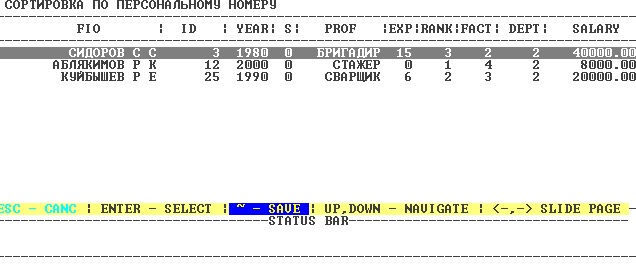 СОРТИРОВКА ПО ПЕРСОНАЛЬНОМУ НОМЕРУ
FIO ¦ ID ¦ YEAR¦ S¦ PROF ¦EXP¦RANK¦FACT¦ DEPT¦ SALARY
СИДОРОВ С С 3 1980 0 БРИГАДИР 15 3 2 2 40000.00
АБЛЯКИМОВ Р К 12 2000 0 СТАЖЕР 0 1 4 2 8000.00
КУЙБЫШЕВ Р Е 25 1990 0 СВАРЩИК 6 2 3 2 20000.00
ESC - CANC ¦ ENTER - SELECT ¦ ~ - SAVE ¦ UP,DOWN - NAVIGATE ¦ <-,-> SLIDE PAGE
STATUS BAR